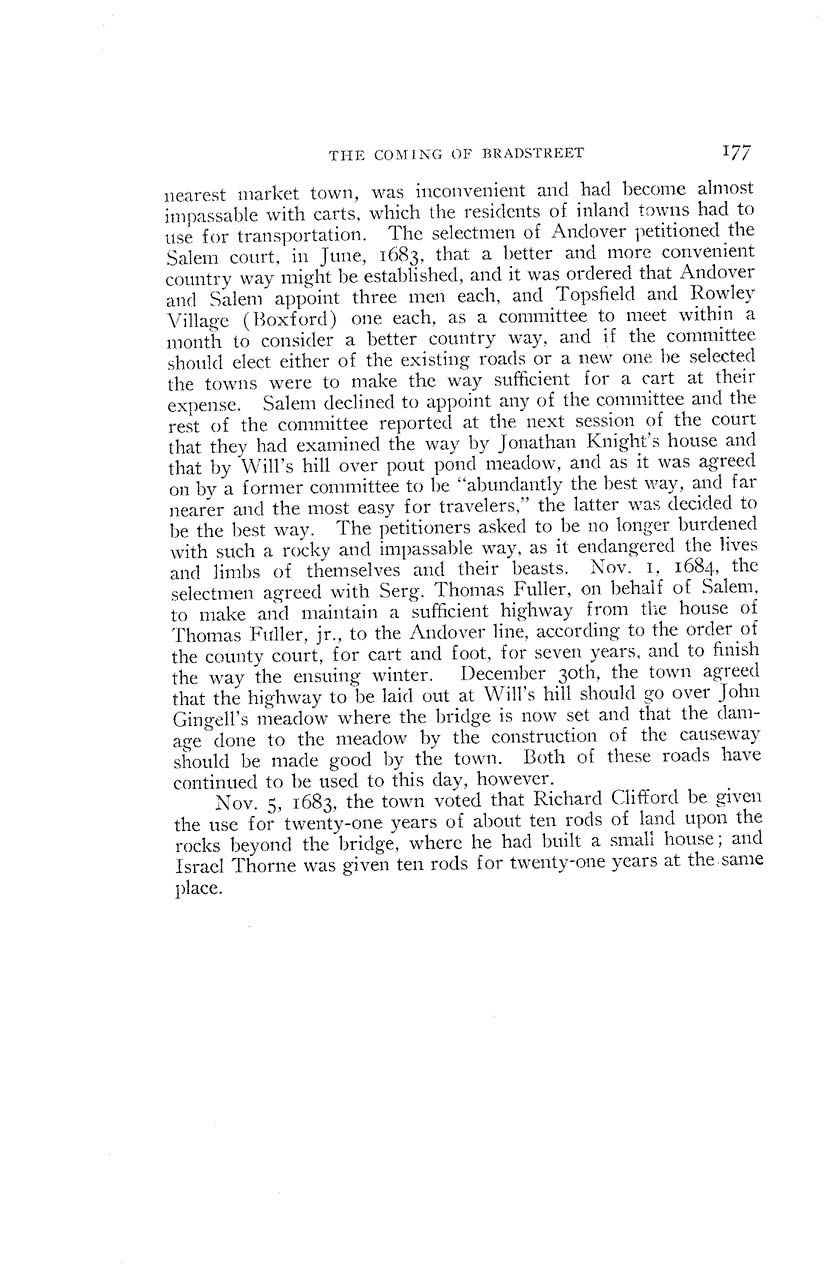 THE COMING OF BRADSTREET 177
nearest market town, was inconvenient and had become almost
impassable with carts, which the residents of inland towns had to
use for transportation. The selectmen of Andover petitioned the
Salem court, in June, 1683, that a better and more convenient
country way might be established, and it was ordered that Andover
and Salem appoint three men each, and Topsfield and Rowley
Village (Boxford) one each, as a committee to meet within a
month to consider a better country way, and if the committee
should elect either of the existing roads or a new one be selected
the towns were to make the way sufficient for a cart at their
expense. Salem declined to appoint any of the committee and the
rest of the committee reported at the next session of the court
that they had examined the way by Jonathan Knight's house and
that by Will's hill over pout pond meadow, and as it was agreed
on by a former committee to be "abundantly the best way, and far
nearer and the most easy for travelers," the latter was decided to
be the best way. The petitioners asked to be no longer burdened
with such a rocky and impassable way, as it endangered the lives
and limbs of themselves and their beasts. Nov. 1, 1684, the
selectmen agreed with Serg. Thomas Fuller, on behalf of Salem,
to make and maintain a sufficient highway from the house of
Thomas Fuller, jr., to the Andover line, according to the order of
the county court, for cart and foot, for seven years, and to finish
the way the ensuing winter. December 30th, the town agreed
that the highway to be laid out at Will's hill should go over John
Gingell's meadow where the bridge is now set and that the dam-
age done to the meadow by the construction of the causeway
should be made good by the town. Both of these roads have
continued to be used to this day, however.
Nov. 5, 1683, the town voted that Richard Clifford be given
the use for twenty-one years of about ten rods of land upon the
rocks beyond the bridge, where he had built a small house; and
Israel Thorne was given ten rods for twenty-one years at the same
place.